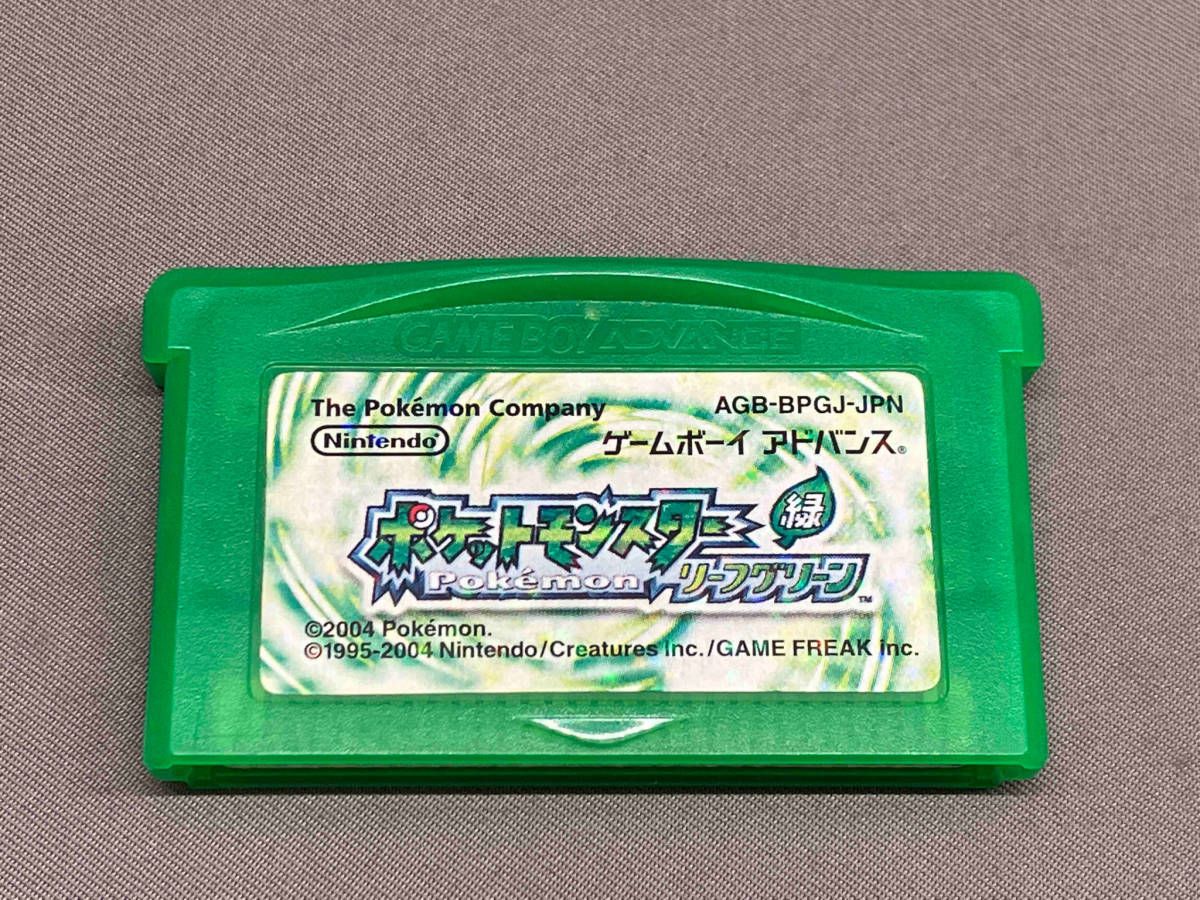 GAME BOY ADVANCE
The Pokémon Company AGB-BPGJ-JPN
Nintendo® ゲームボーイ アドバンス®
ポケットモンスター 緑
Pokémon リーフグリーン™
©2004 Pokémon.
©1995-2004 Nintendo/Creatures inc./GAME FREAK inc.